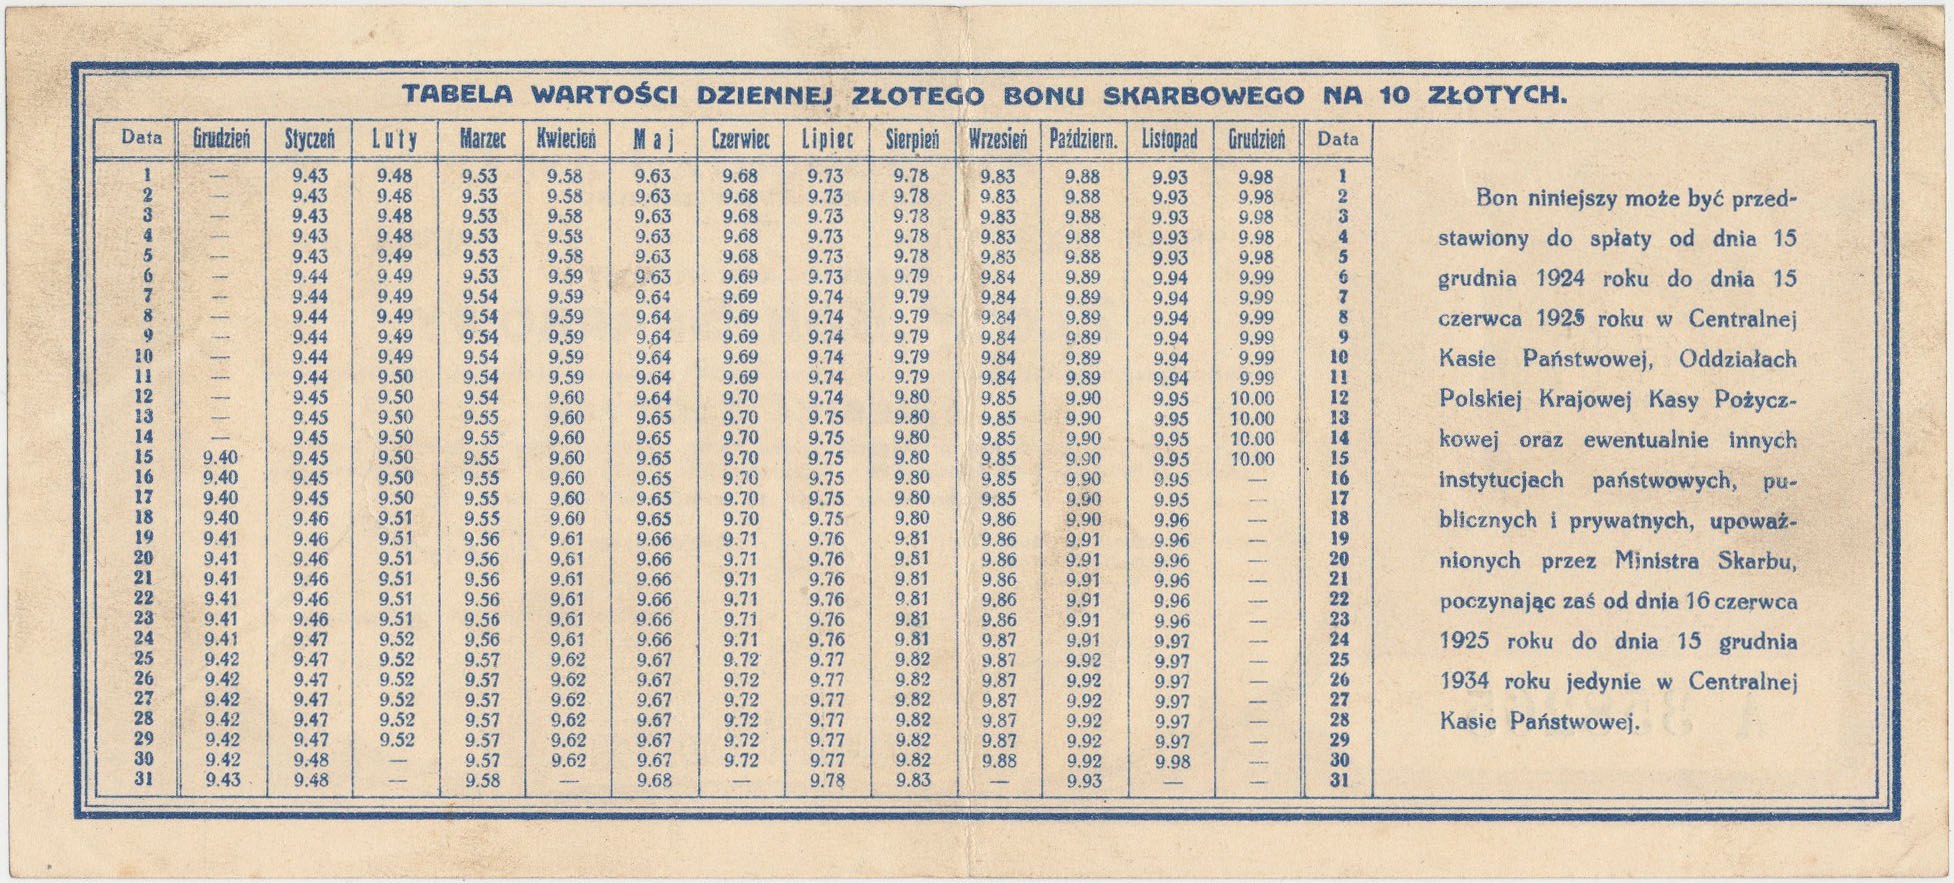 TABELA WARTOŚCI DZIENNEJ ZŁOTEGO BONU SKARBOWEGO NA 10 ZŁOTYCH.
Data Grudzień Styczeń Luty Marzec Kwiecień Maj Czerwiec Lipiec Sierpień Wrzesień Październ. Listopad Grudzień Data
1 — 9.43 9.48 9.53 9.58 9.63 9.68 9.73 9.78 9.83 9.88 9.93 9.98 1
2 — 9.43 9.48 9.53 9.58 9.63 9.68 9.73 9.78 9.83 9.88 9.93 9.98 2
3 — 9.43 9.48 9.53 9.58 9.63 9.68 9.73 9.78 9.83 9.88 9.93 9.98 3
4 — 9.43 9.48 9.53 9.58 9.63 9.68 9.73 9.78 9.83 9.88 9.93 9.98 4
5 — 9.43 9.49 9.53 9.58 9.63 9.68 9.73 9.78 9.83 9.88 9.93 9.98 5
6 — 9.44 9.49 9.53 9.59 9.63 9.69 9.73 9.79 9.84 9.89 9.94 9.99 6
7 — 9.44 9.49 9.54 9.59 9.64 9.69 9.74 9.79 9.84 9.89 9.94 9.99 7
8 — 9.44 9.49 9.54 9.59 9.64 9.69 9.74 9.79 9.84 9.89 9.94 9.99 8
9 — 9.44 9.49 9.54 9.59 9.64 9.69 9.74 9.79 9.84 9.89 9.94 9.99 9
10 — 9.44 9.49 9.54 9.59 9.64 9.69 9.74 9.79 9.84 9.89 9.94 9.99 10
11 — 9.44 9.50 9.54 9.59 9.64 9.69 9.74 9.79 9.84 9.89 9.94 9.99 11
12 — 9.45 9.50 9.54 9.60 9.64 9.70 9.74 9.80 9.85 9.90 9.95 10.00 12
13 — 9.45 9.50 9.55 9.60 9.65 9.70 9.75 9.80 9.85 9.90 9.95 10.00 13
14 — 9.45 9.50 9.55 9.60 9.65 9.70 9.75 9.80 9.85 9.90 9.95 10.00 14
15 9.40 9.45 9.50 9.55 9.60 9.65 9.70 9.75 9.80 9.85 9.90 9.95 10.00 15
16 9.40 9.45 9.50 9.55 9.60 9.65 9.70 9.75 9.80 9.85 9.90 9.95 — 16
17 9.40 9.45 9.50 9.55 9.60 9.65 9.70 9.75 9.80 9.85 9.90 9.95 — 17
18 9.40 9.46 9.51 9.55 9.60 9.65 9.70 9.75 9.80 9.86 9.90 9.96 — 18
19 9.41 9.46 9.51 9.56 9.61 9.66 9.71 9.76 9.81 9.86 9.91 9.96 — 19
20 9.41 9.46 9.51 9.56 9.61 9.66 9.71 9.76 9.81 9.86 9.91 9.96 — 20
21 9.41 9.46 9.51 9.56 9.61 9.66 9.71 9.76 9.81 9.86 9.91 9.96 — 21
22 9.41 9.46 9.51 9.56 9.61 9.66 9.71 9.76 9.81 9.86 9.91 9.96 — 22
23 9.41 9.46 9.51 9.56 9.61 9.66 9.71 9.76 9.81 9.86 9.91 9.96 — 23
24 9.41 9.47 9.52 9.56 9.61 9.66 9.71 9.76 9.81 9.87 9.91 9.97 — 24
25 9.42 9.47 9.52 9.57 9.62 9.67 9.72 9.77 9.82 9.87 9.92 9.97 — 25
26 9.42 9.47 9.52 9.57 9.62 9.67 9.72 9.77 9.82 9.87 9.92 9.97 — 26
27 9.42 9.47 9.52 9.57 9.62 9.67 9.72 9.77 9.82 9.87 9.92 9.97 — 27
28 9.42 9.47 9.52 9.57 9.62 9.67 9.72 9.77 9.82 9.87 9.92 9.97 — 28
29 9.42 9.47 9.52 9.57 9.62 9.67 9.72 9.77 9.82 9.87 9.92 9.97 — 29
30 9.42 9.48 — 9.57 9.62 9.67 9.72 9.77 9.82 9.88 9.92 9.98 — 30
31 9.43 9.48 — 9.58 — 9.68 — 9.78 9.83 — 9.93 — — 31
Bon niniejszy może być przed-
stawiony do spłaty od dnia 15
grudnia 1924 roku do dnia 15
czerwca 1925 roku w Centralnej
Kasie Państwowej, Oddziałach
Polskiej Krajowej Kasy Pożycz-
kowej oraz ewentualnie innych
instytucjach państwowych, pu-
blicznych i prywatnych, upoważ-
nionych przez Ministra Skarbu,
poczynając zaś od dnia 16 czerwca
1925 roku do dnia 15 grudnia
1934 roku jedynie w Centralnej
Kasie Państwowej.